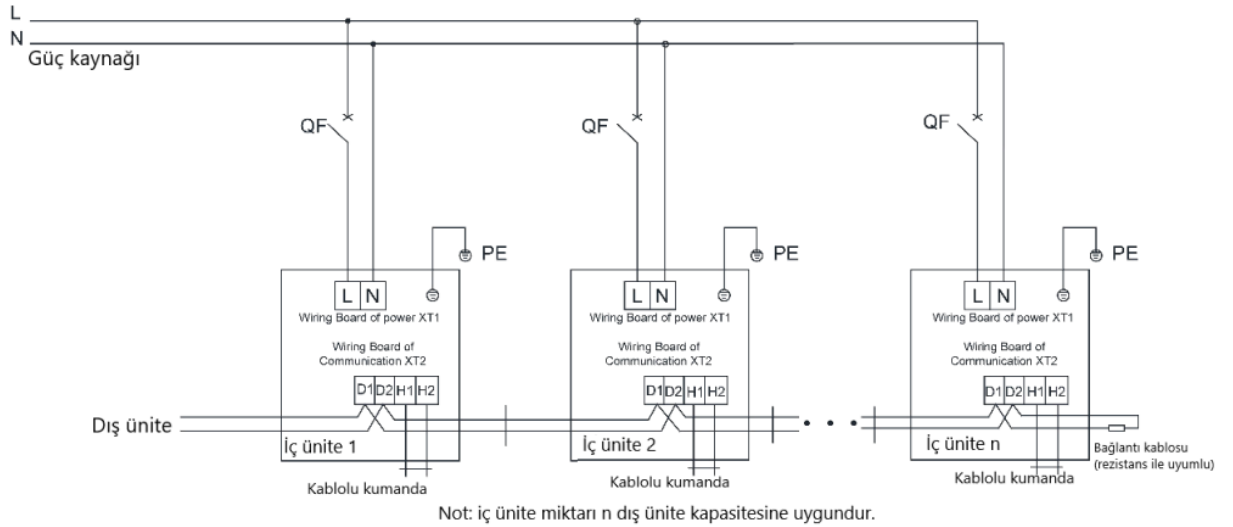 L
N
Güç kaynağı
QF QF QF
PE PE PE
L N L N L N
Wiring Board of power XT1 Wiring Board of power XT1 Wiring Board of power XT1
Wiring Board of Wiring Board of Wiring Board of
Communication XT2 Communication XT2 Communication XT2
D1 D2 H1 H2 D1 D2 H1 H2 D1 D2 H1 H2
Dış ünite
İç ünite 1 İç ünite 2 İç ünite n
Bağlantı kablosu
(rezistans ile uyumlu)
Kablolu kumanda Kablolu kumanda Kablolu kumanda
Not: iç ünite miktarı n dış ünite kapasitesine uygundur.